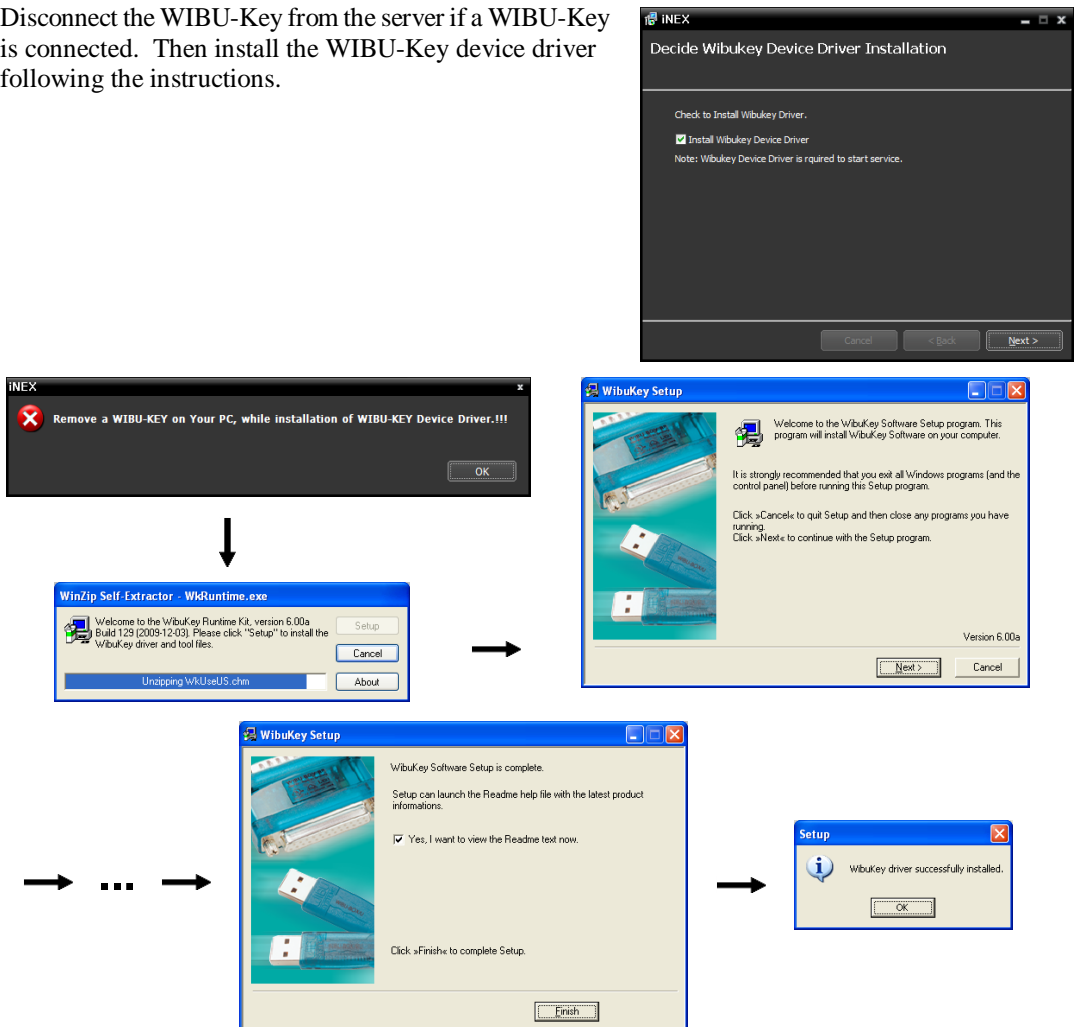 Disconnect the WIBU-Key from the server if a WIBU-Key
is connected.  Then install the WIBU-Key device driver
following the instructions.
iNEX
Decide Wibukey Device Driver Installation
Check to Install Wibukey Driver.
Install Wibukey Device Driver
Note: Wibukey Device Driver is rquired to start service.
Cancel
< Back
Next >
iNEX
Remove a WIBU-KEY on Your PC, while installation of WIBU-KEY Device Driver.!!!
OK
WibuKey Setup
Welcome to the WibuKey Software Setup program. This
program will install WibuKey Software on your computer.
It is strongly recommended that you exit all Windows programs (and the
control panel) before running this Setup program.
Click »Cancel« to quit Setup and then close any programs you have
running.
Click »Next« to continue with the Setup program.
Version 6.00a
Next >
Cancel
WinZip Self-Extractor - WkRuntime.exe
Welcome to the WibuKey Runtime Kit, version 6.00a
Build 129 (2009-12-03). Please click "Setup" to install the
WibuKey driver and tool files.
Setup
Cancel
Unzipping WkUseUS.chm
About
WibuKey Setup
WibuKey Software Setup is complete.
Setup can launch the Readme help file with the latest product
informations.
Yes, I want to view the Readme text now.
Click »Finish« to complete Setup.
Finish
...
Setup
WibuKey driver successfully installed.
OK